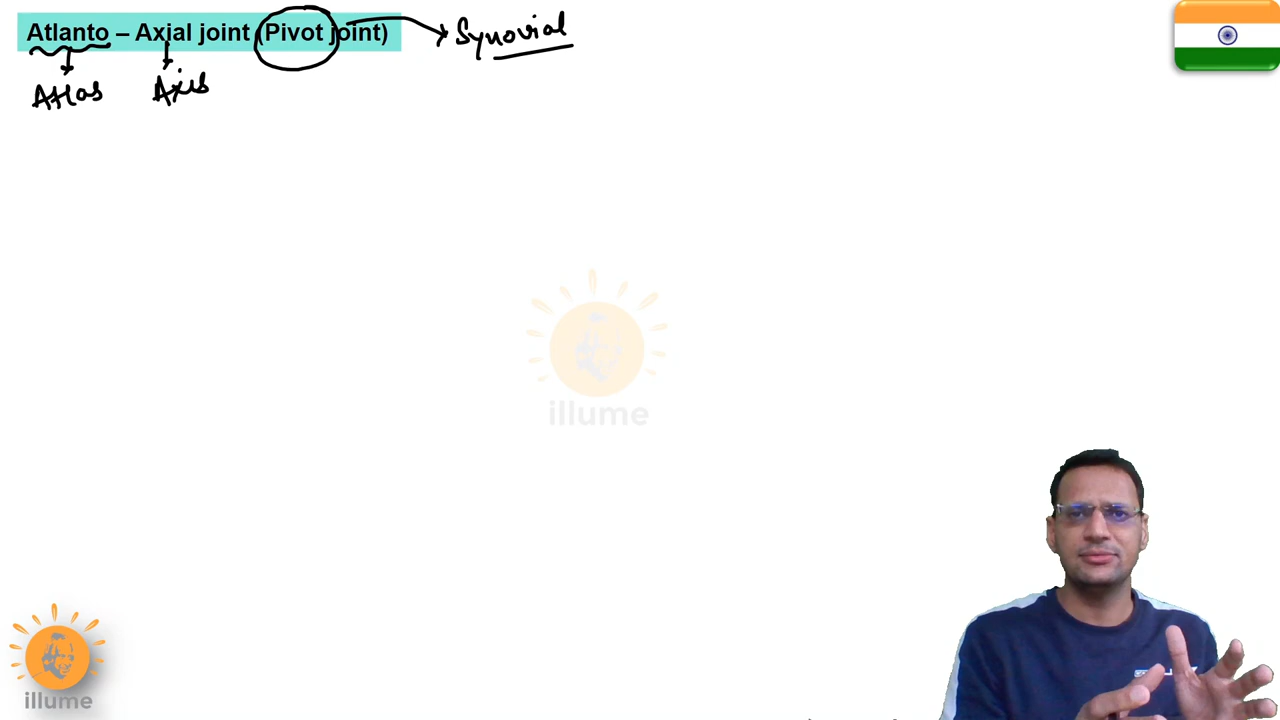 Atlanto – Axial joint (Pivot joint)
Synovial
Atlas
Axis
illume
illume